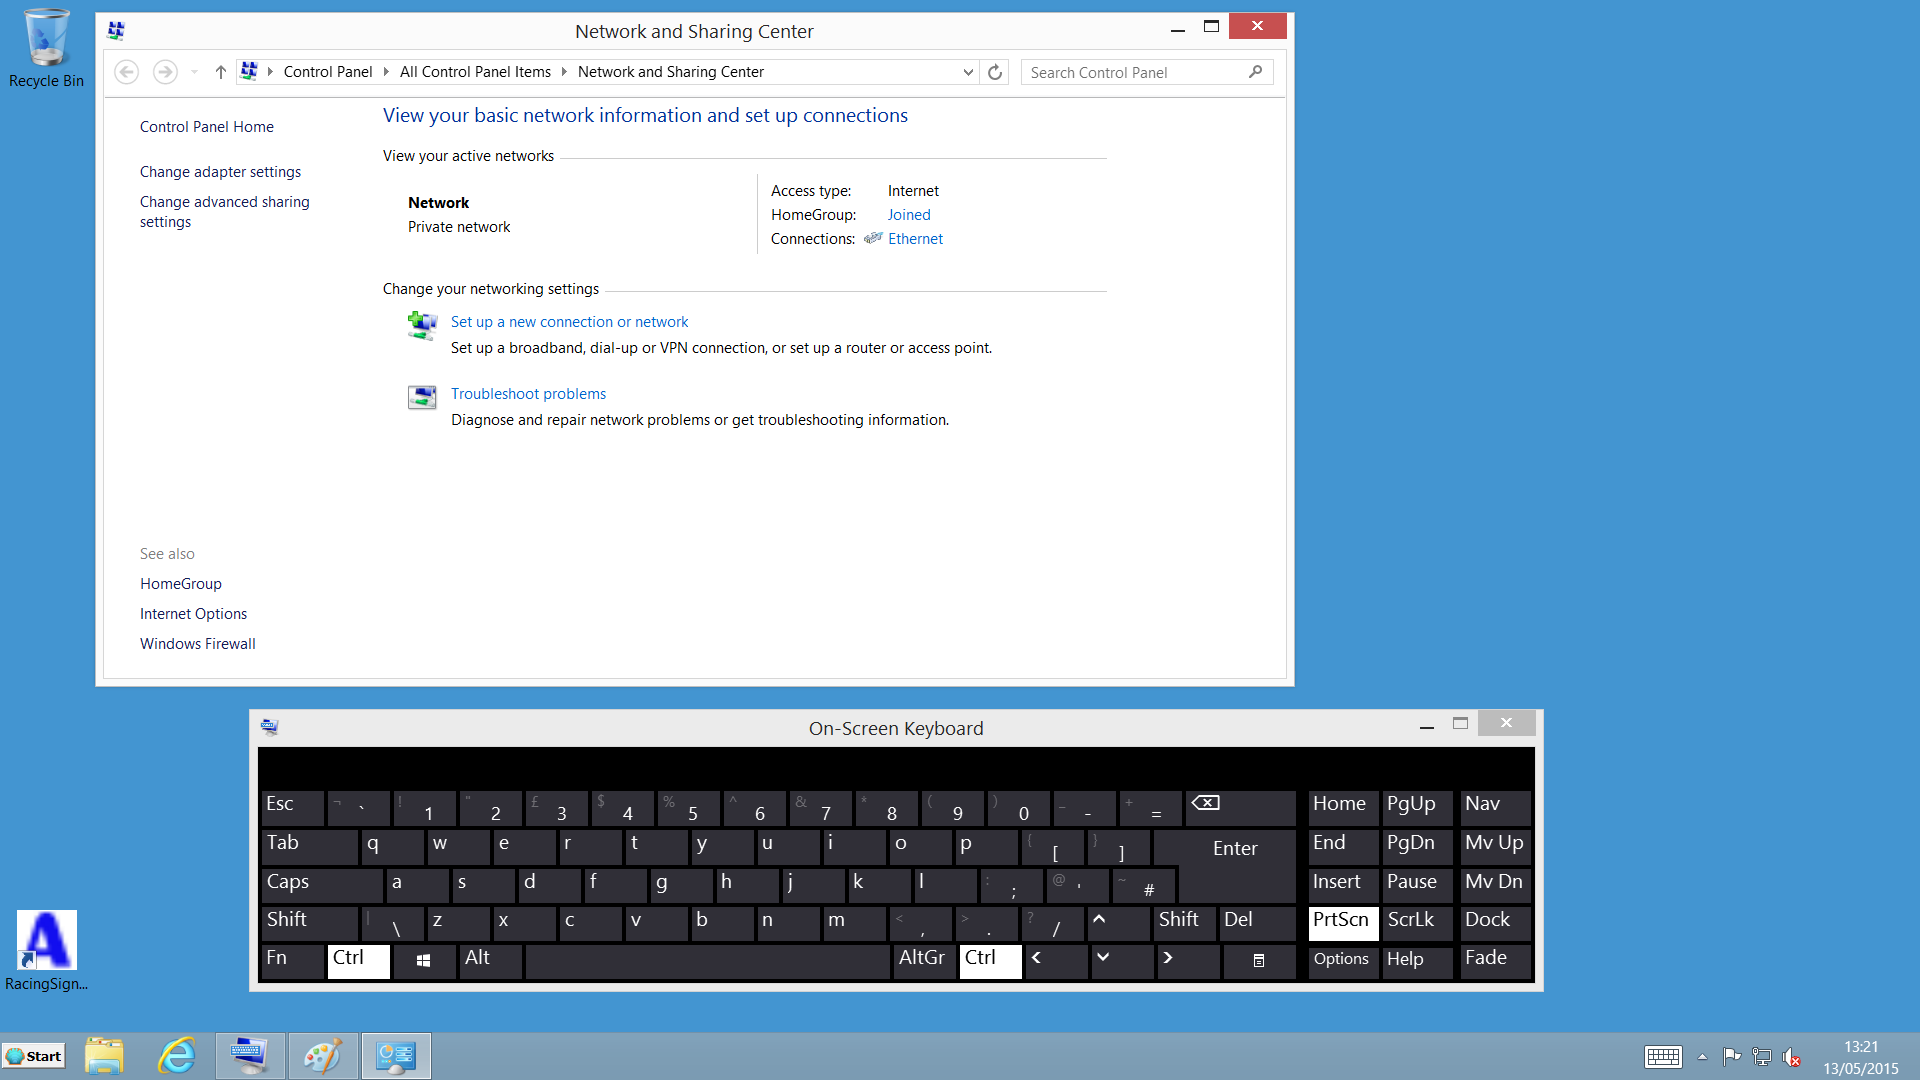 Recycle Bin
Network and Sharing Center
Control Panel All Control Panel Items Network and Sharing Center
Search Control Panel
Control Panel Home
Change adapter settings
Change advanced sharing
settings
View your basic network information and set up connections
View your active networks
Network
Private network
Access type: Internet
HomeGroup: Joined
Connections: Ethernet
Change your networking settings
Set up a new connection or network
Set up a broadband, dial-up or VPN connection, or set up a router or access point.
Troubleshoot problems
Diagnose and repair network problems or get troubleshooting information.
See also
HomeGroup
Internet Options
Windows Firewall
On-Screen Keyboard
Esc ¬ ` ! 1 " 2 £ 3 $ 4 % 5 ^ 6 & 7 * 8 ( 9 ) 0 _ - + = Home PgUp Nav
Tab q w e r t y u i o p { [ } ] Enter End PgDn Mv Up
Caps a s d f g h j k l : ; @ ' ~ # Insert Pause Mv Dn
Shift | \ z x c v b n m < , > . ? / Shift Del PrtScn ScrLk Dock
Fn Ctrl Alt AltGr Ctrl Options Help Fade
A
RacingSign...
Start
13:21
13/05/2015